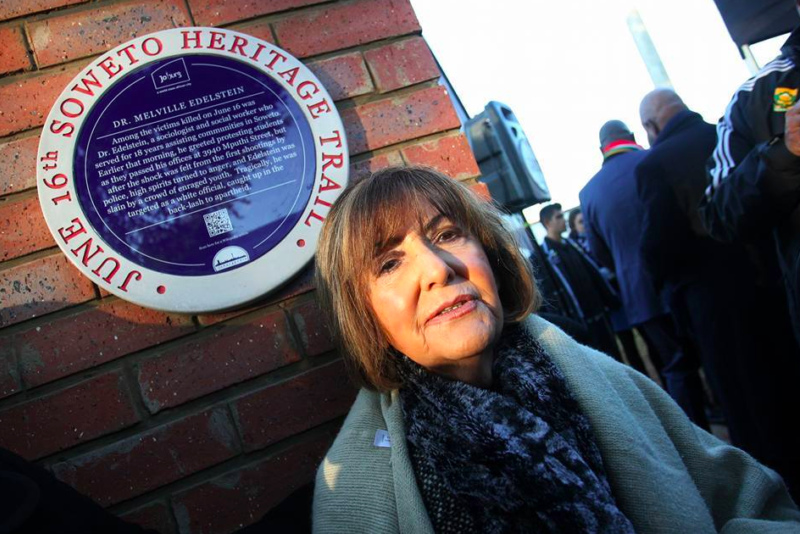 JUNE 16th SOWETO HERITAGE TRAIL
Joburg
DR. MELVILLE EDELSTEIN
Among the victims killed on June 16 was
Dr. Edelstein, a sociologist and social worker who
served for 18 years assisting communities in Soweto
Earlier that morning, he greeted protesting students
as they passed his offices at 3040 Mputhi Street, but
after the shock was felt from the first shootings by
police, high spirits turned to anger, and Edelstein was
slain by a crowd of enraged youth. Tragically, he was
targeted as a white official, caught up in the
back-lash to apartheid.